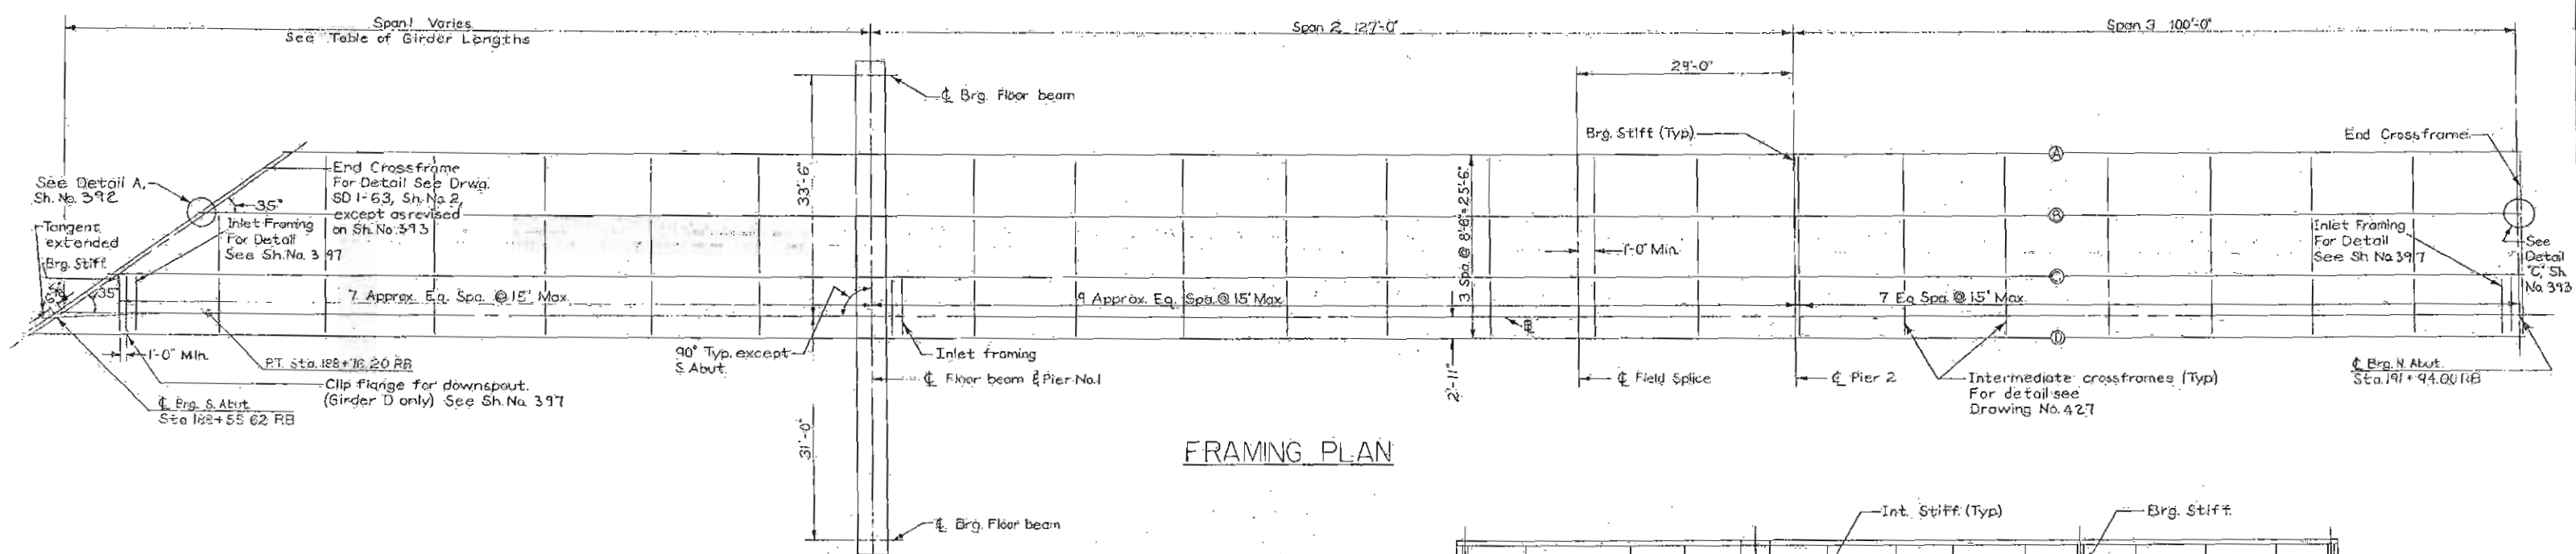 Span 1 Varies
See Table of Girder Lengths
Span 2 127'-0"
Span 3 100'-0"
29'-0"
℄ Brg. Floor beam
Brg. Stiff (Typ)
End Crossframe
A
See Detail A,
Sh. No. 392
End Crossframe
For Detail See Drwg.
SD 1-63, Sh. No. 2,
except as revised
on Sh. No. 393
35°
33'-6"
3 Spa. @ 8'-6" = 25'-6"
B
Tangent
extended
Brg. Stiff.
Inlet Framing
For Detail
See Sh. No. 397
1'-0" Min.
Inlet Framing
For Detail
See Sh. No. 397
See
Detail
"C", Sh.
No. 393
C
35°
7 Approx. Eq. Spa. @ 15' Max.
9 Approx. Eq. Spa. @ 15' Max.
7 Eq. Spa. @ 15' Max.
D
1'-0" Min.
P.T. Sta. 188+76.20 RB
90° Typ. except
S. Abut.
Inlet framing
℄ Floor beam & Pier No. 1
2'-11"
℄ Field Splice
℄ Pier 2
Intermediate crossframes (Typ)
For detail see
Drawing No. 427
℄ Brg. N. Abut.
Sta. 191+94.00 RB
Clip flange for downspout.
(Girder D only) See Sh. No. 397
℄ Brg. S. Abut.
Sta. 188+55.62 RB
31'-0"
FRAMING PLAN
℄ Brg. Floor beam
Int. Stiff. (Typ)
Brg. Stiff.